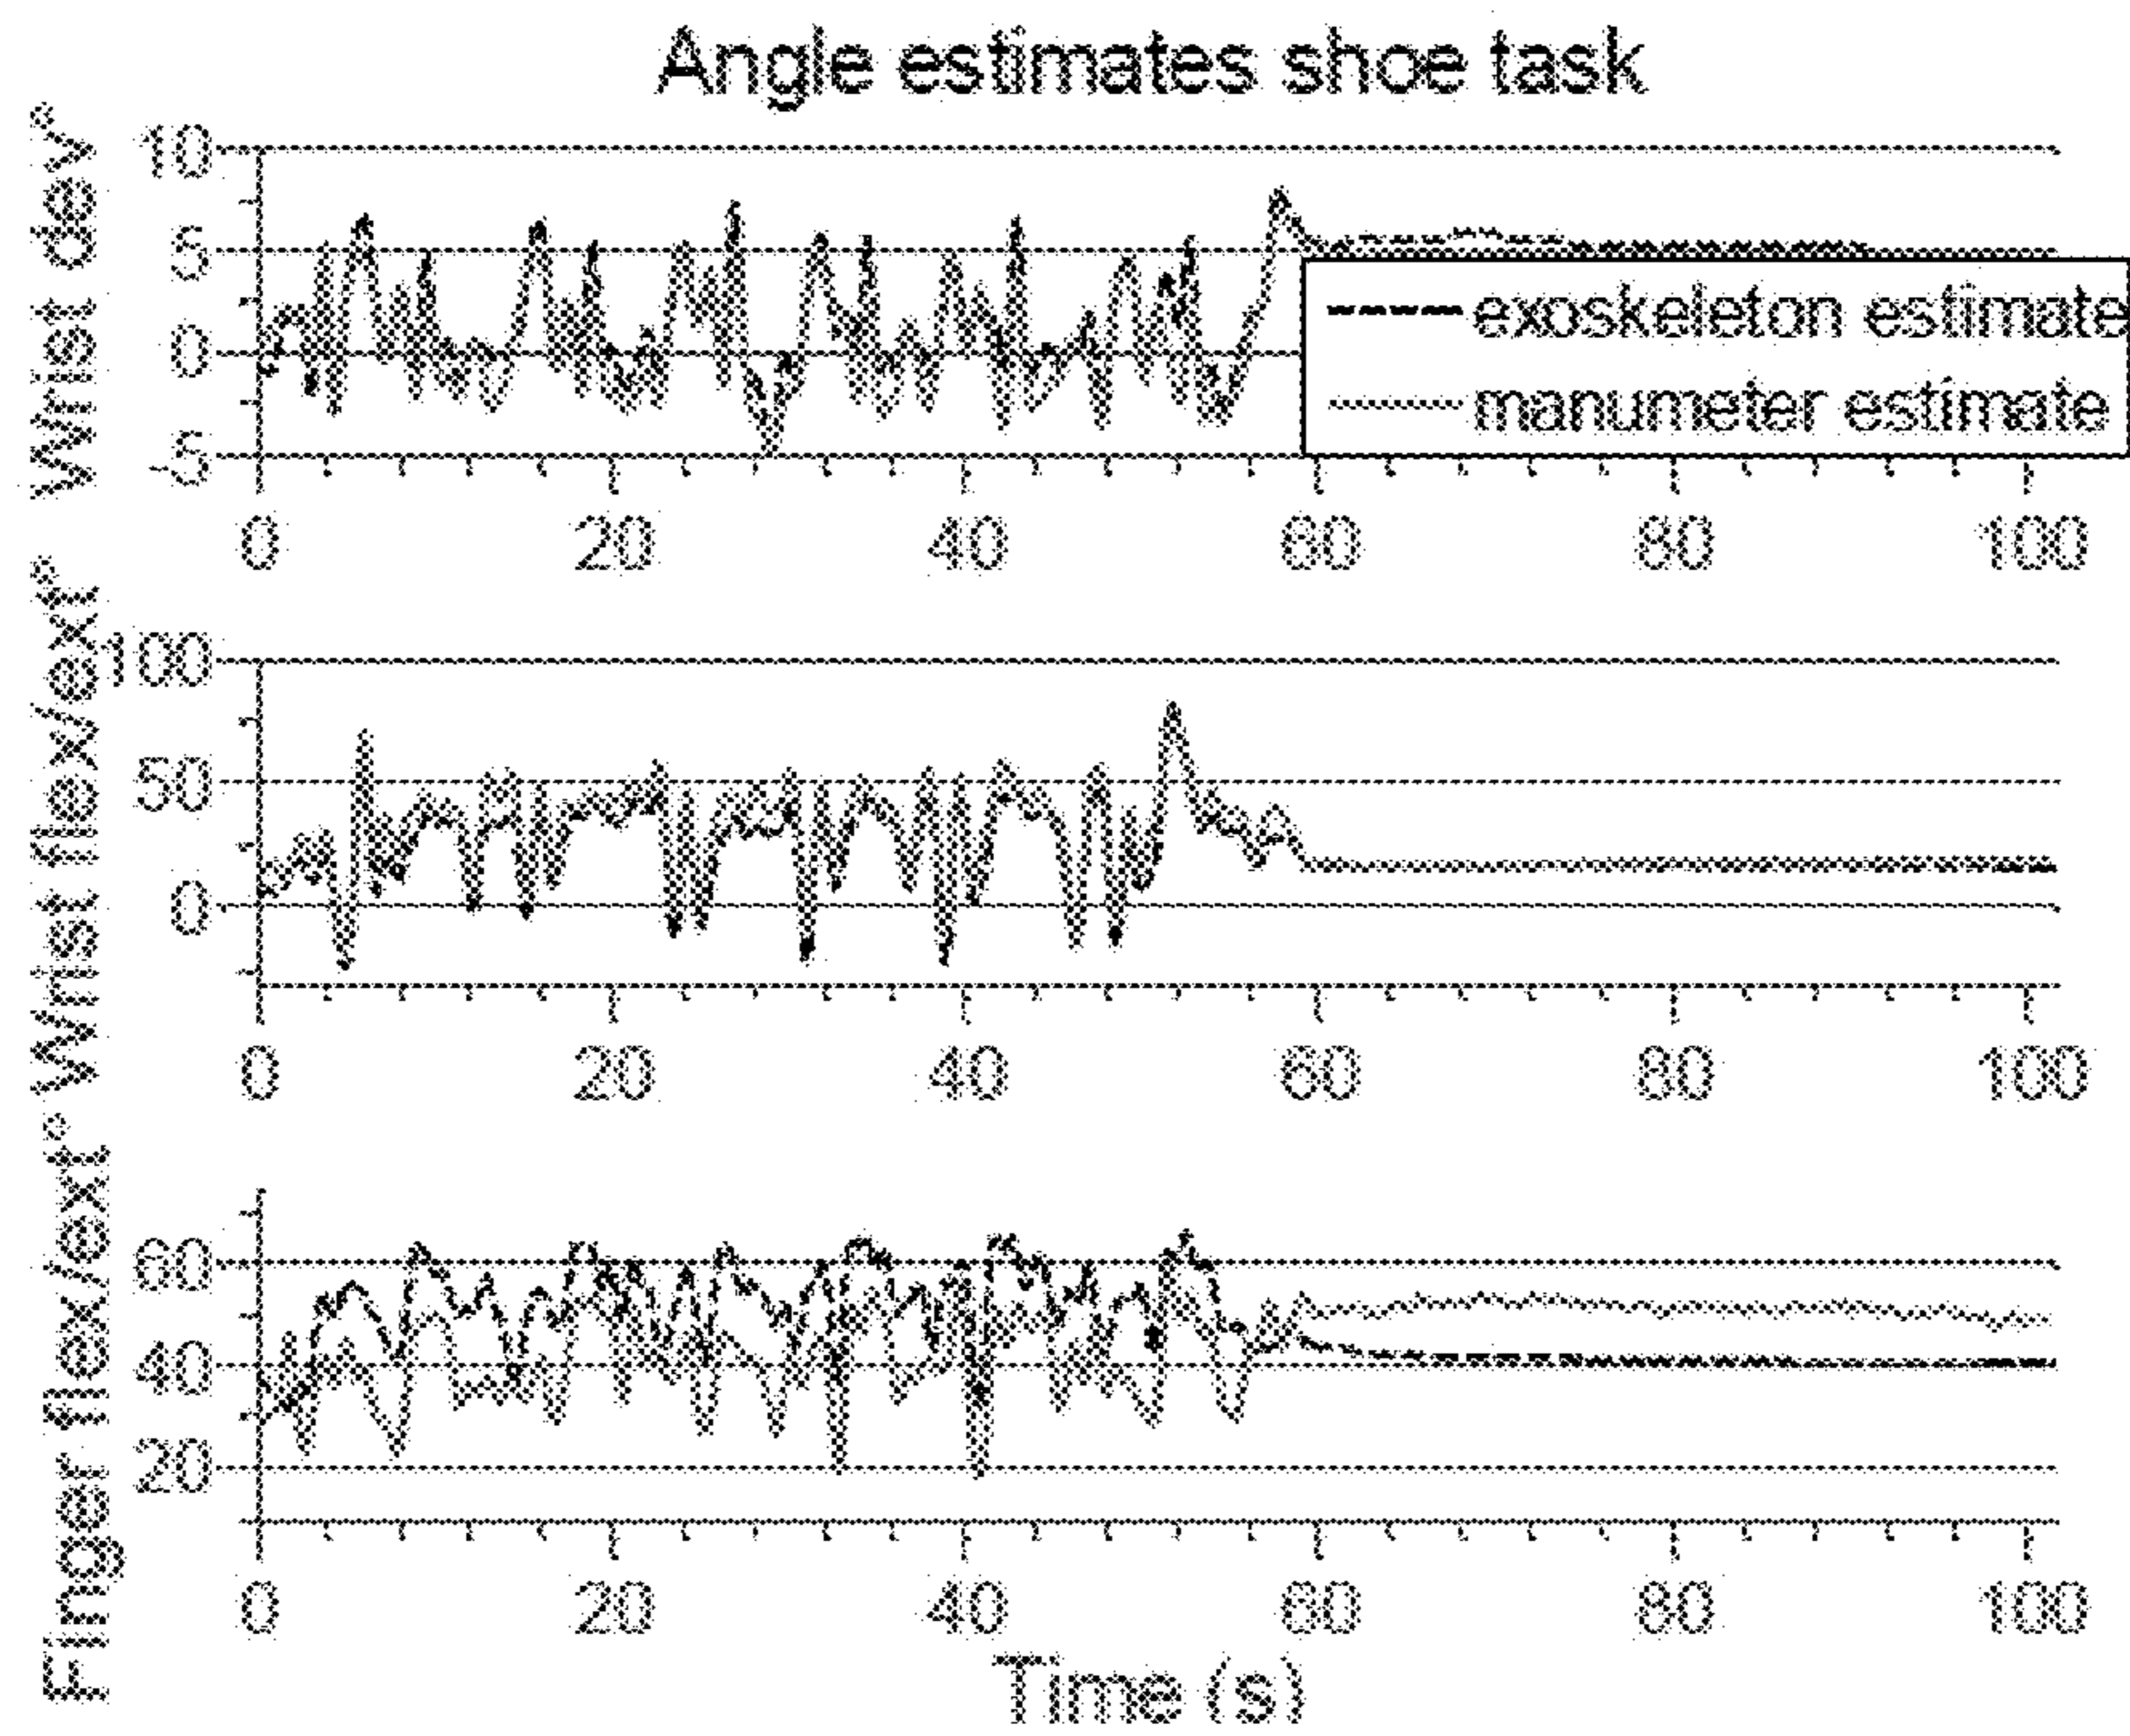 Angle estimates shoe task
Wrist dev°
10
5
0
-5
exoskeleton estimate
manumeter estimate
0 20 40 60 80 100
Wrist flex/ext°
100
50
0
0 20 40 60 80 100
Finger flex/ext°
60
40
20
0 20 40 60 80 100
Time (s)